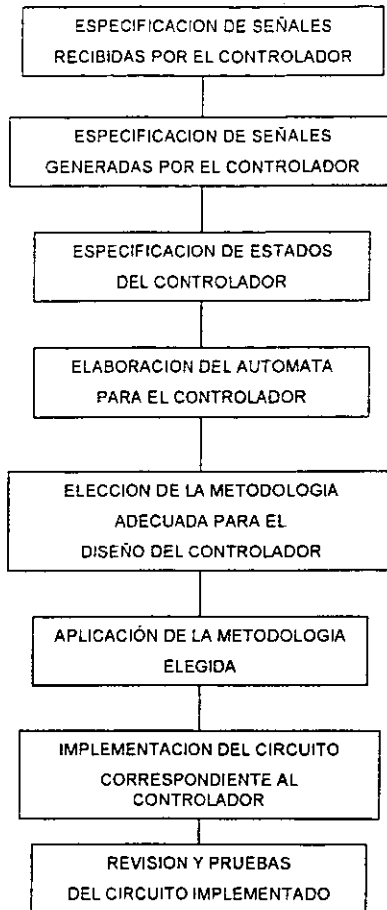 ESPECIFICACION DE SEÑALES
RECIBIDAS POR EL CONTROLADOR
ESPECIFICACION DE SEÑALES
GENERADAS POR EL CONTROLADOR
ESPECIFICACION DE ESTADOS
DEL CONTROLADOR
ELABORACION DEL AUTOMATA
PARA EL CONTROLADOR
ELECCION DE LA METODOLOGIA
ADECUADA PARA EL
DISEÑO DEL CONTROLADOR
APLICACIÓN DE LA METODOLOGIA
ELEGIDA
IMPLEMENTACION DEL CIRCUITO
CORRESPONDIENTE AL
CONTROLADOR
REVISION Y PRUEBAS
DEL CIRCUITO IMPLEMENTADO